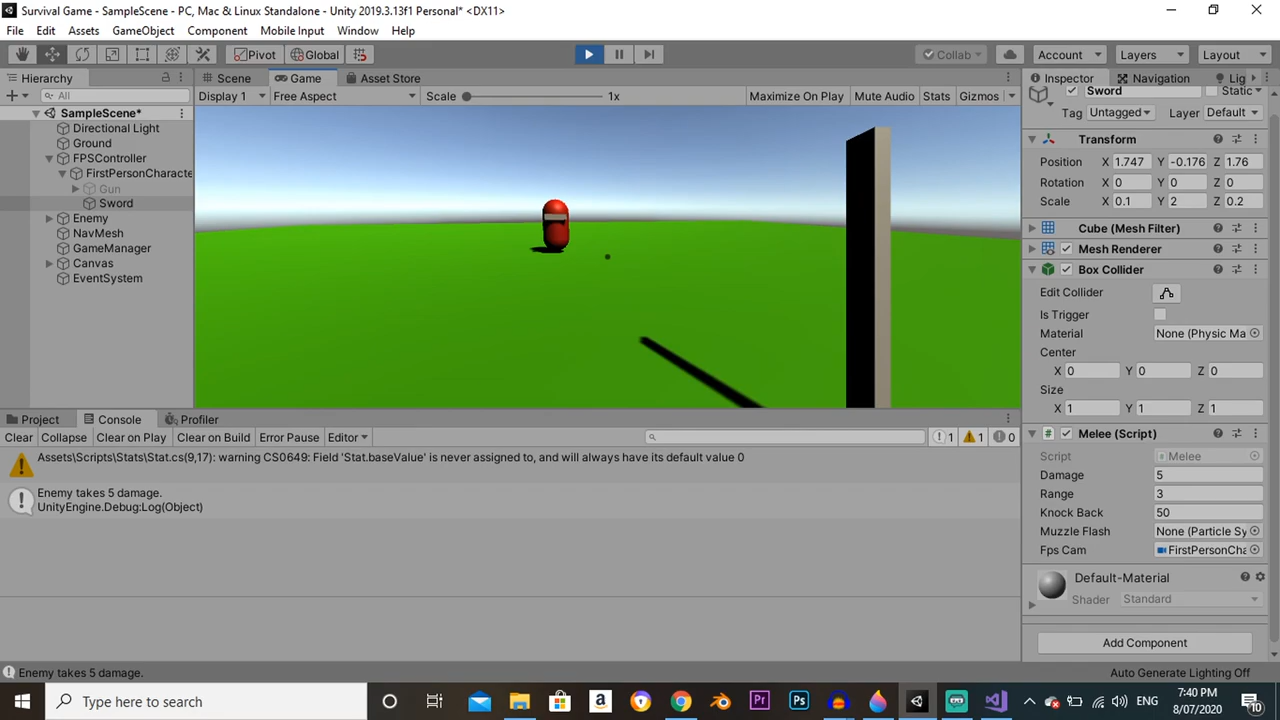 Survival Game - SampleScene - PC, Mac & Linux Standalone - Unity 2019.3.13f1 Personal* <DX11>
File Edit Assets GameObject Component Mobile Input Window Help
Pivot Global Collab Account Layers Layout
Hierarchy
All
SampleScene*
Directional Light
Ground
FPSController
FirstPersonCharacte
Gun
Sword
Enemy
NavMesh
GameManager
Canvas
EventSystem
Scene Game Asset Store
Display 1 Free Aspect Scale 1x Maximize On Play Mute Audio Stats Gizmos
Project Console Profiler
Clear Collapse Clear on Play Clear on Build Error Pause Editor 1 1 0
Assets\Scripts\Stats\Stat.cs(9,17): warning CS0649: Field 'Stat.baseValue' is never assigned to, and will always have its default value 0
Enemy takes 5 damage.
UnityEngine.Debug:Log(Object)
Inspector Navigation Lig
Sword Static
Tag Untagged Layer Default
Transform
Position X 1.747 Y -0.176 Z 1.76
Rotation X 0 Y 0 Z 0
Scale X 0.1 Y 2 Z 0.2
Cube (Mesh Filter)
Mesh Renderer
Box Collider
Edit Collider
Is Trigger
Material None (Physic Ma
Center
X 0 Y 0 Z 0
Size
X 1 Y 1 Z 1
Melee (Script)
Script Melee
Damage 5
Range 3
Knock Back 50
Muzzle Flash None (Particle Sy
Fps Cam FirstPersonCha
Default-Material
Shader Standard
Add Component
Enemy takes 5 damage. Auto Generate Lighting Off
Type here to search
ENG
7:40 PM
8/07/2020